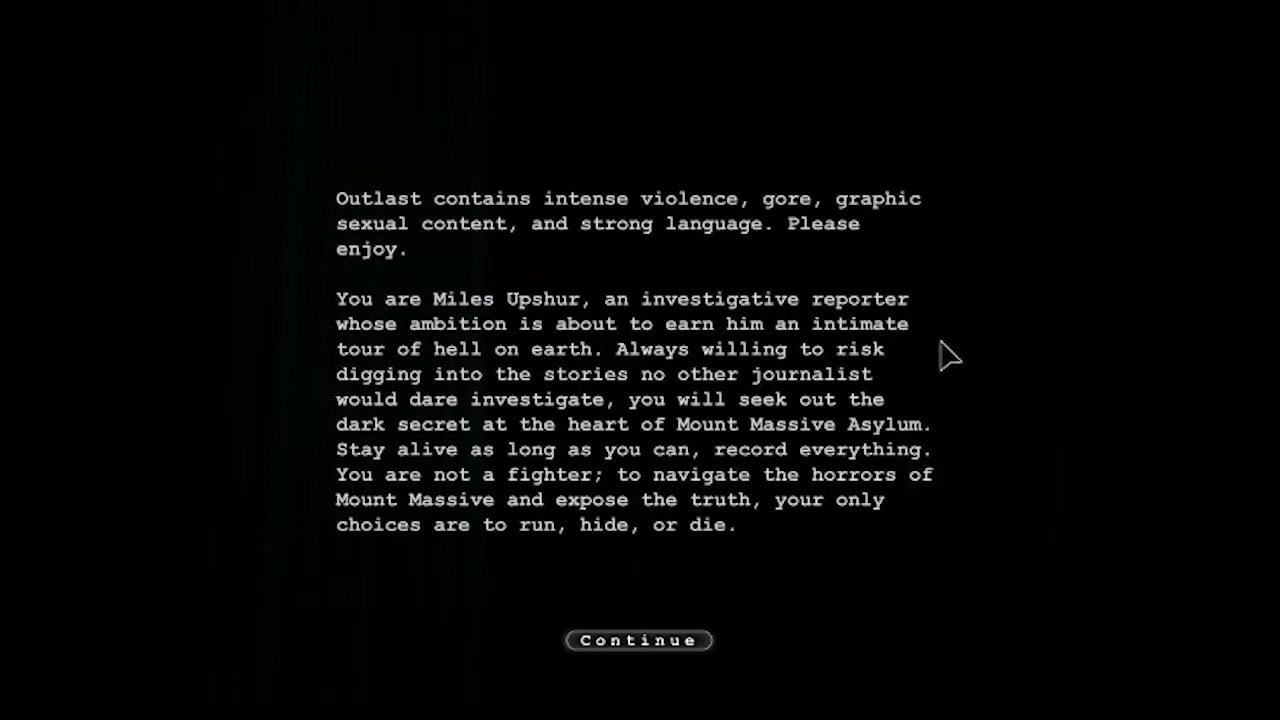 Outlast contains intense violence, gore, graphic
sexual content, and strong language. Please
enjoy.
You are Miles Upshur, an investigative reporter
whose ambition is about to earn him an intimate
tour of hell on earth. Always willing to risk
digging into the stories no other journalist
would dare investigate, you will seek out the
dark secret at the heart of Mount Massive Asylum.
Stay alive as long as you can, record everything.
You are not a fighter; to navigate the horrors of
Mount Massive and expose the truth, your only
choices are to run, hide, or die.
Continue